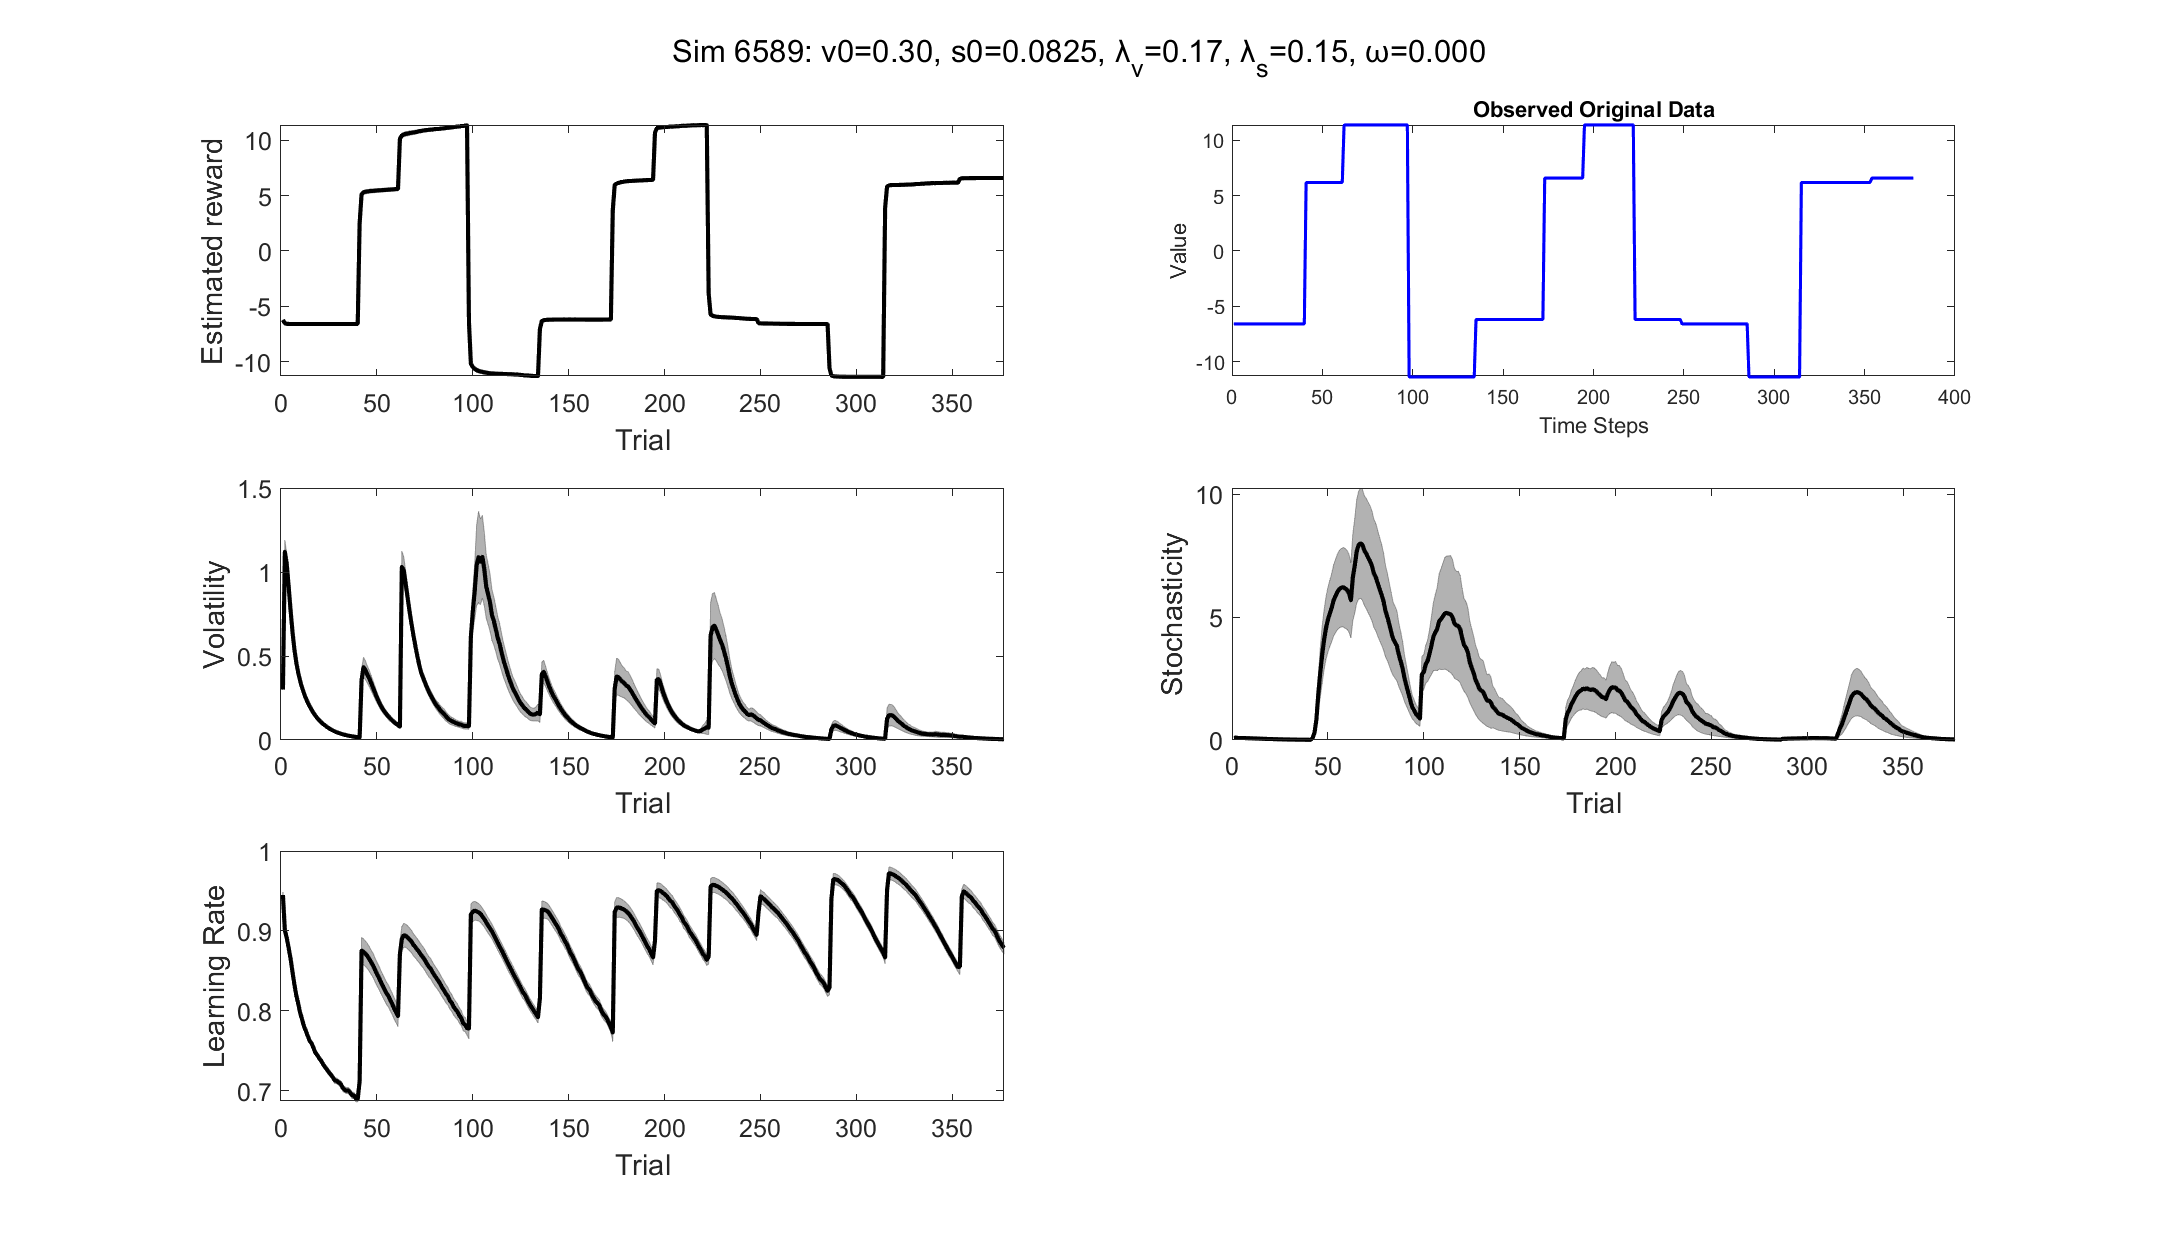 Sim 6589: v0=0.30, s0=0.0825, λv=0.17, λs=0.15, ω=0.000
Estimated reward
10
5
0
-5
-10
0 50 100 150 200 250 300 350
Trial
Observed Original Data
Value
10
5
0
-5
-10
0 50 100 150 200 250 300 350 400
Time Steps
Volatility
1.5
1
0.5
0
0 50 100 150 200 250 300 350
Trial
Stochasticity
10
5
0
0 50 100 150 200 250 300 350
Trial
Learning Rate
1
0.9
0.8
0.7
0 50 100 150 200 250 300 350
Trial